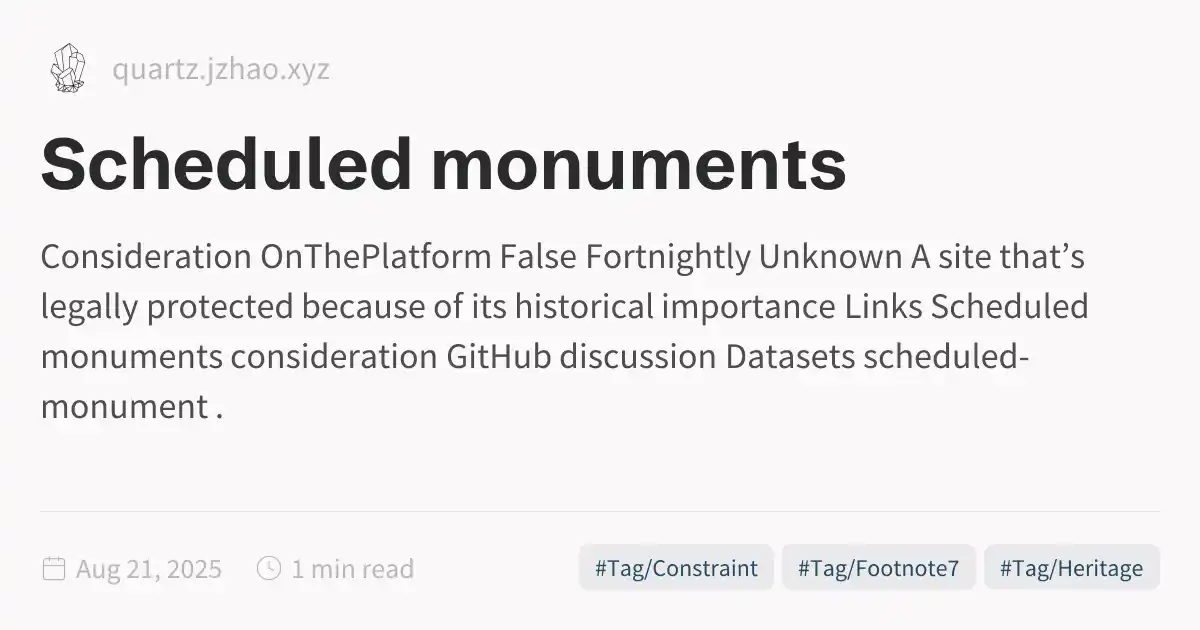 quartz.jzhao.xyz
Scheduled monuments
Consideration OnThePlatform False Fortnightly Unknown A site that’s
legally protected because of its historical importance Links Scheduled
monuments consideration GitHub discussion Datasets scheduled-
monument .
Aug 21, 2025 1 min read #Tag/Constraint #Tag/Footnote7 #Tag/Heritage